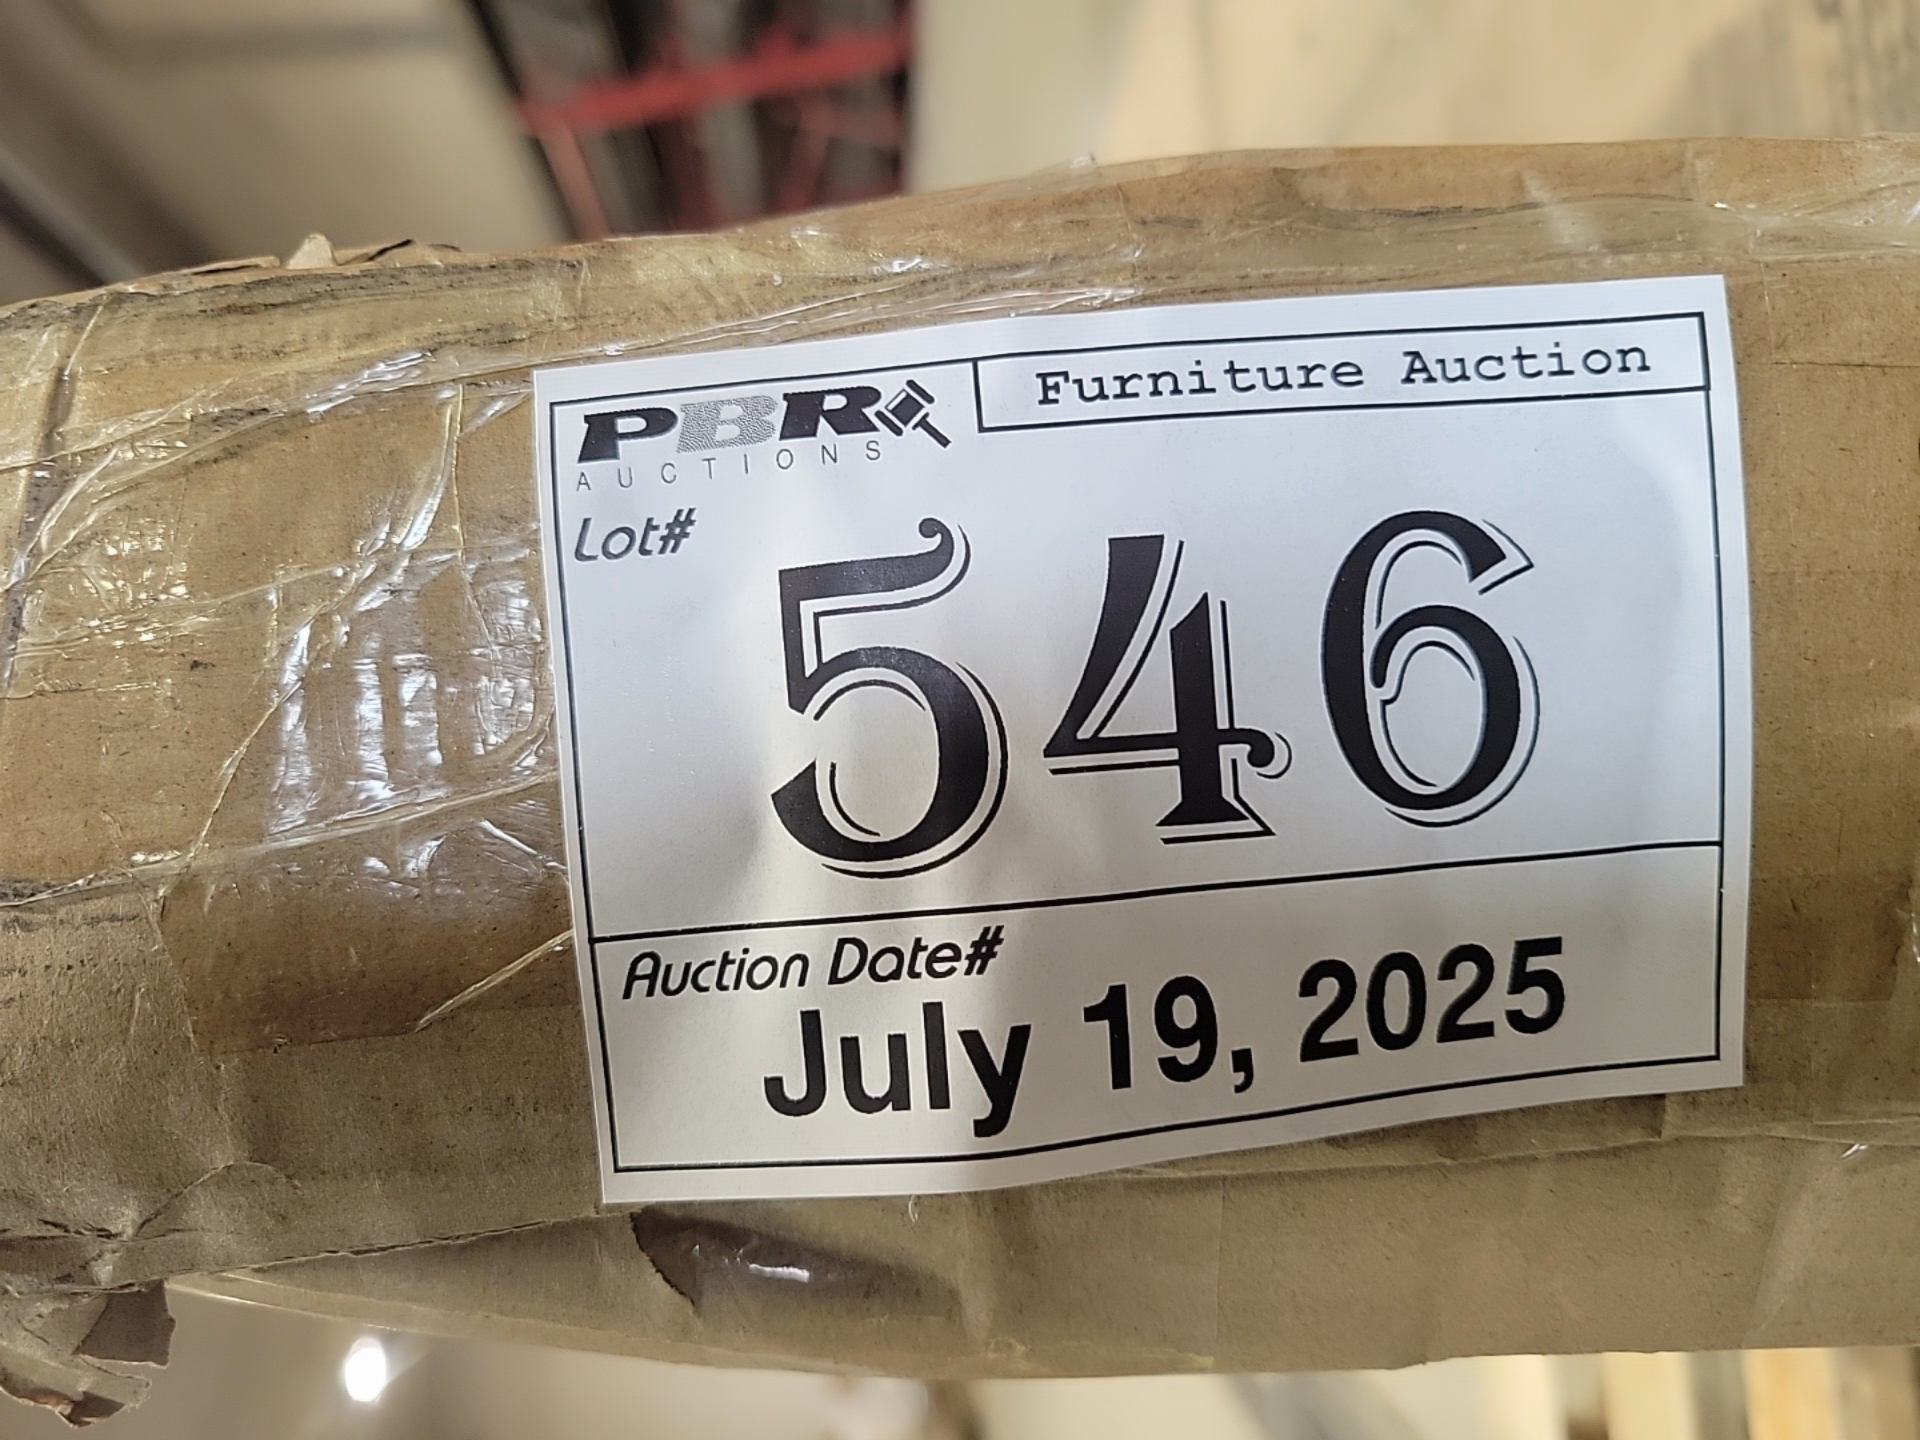 PBR
AUCTIONS
Furniture Auction
Lot#
546
Auction Date#
July 19, 2025